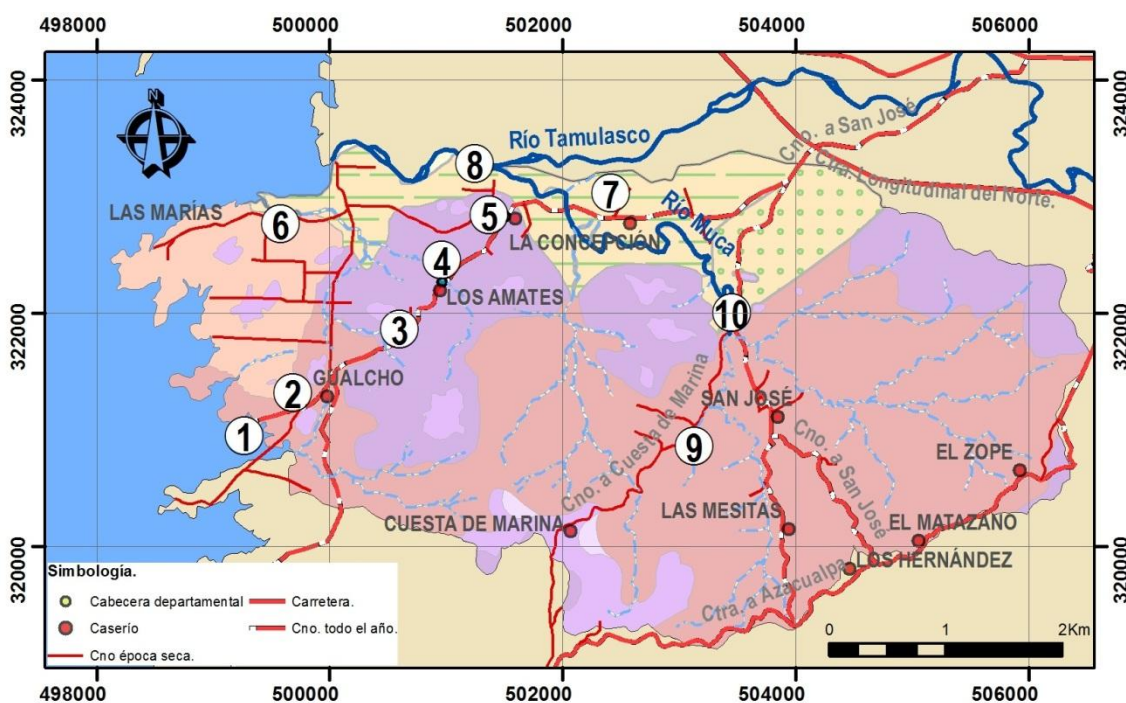 498000 500000 502000 504000 506000
324000
324000
N
Río Tamulasco
Cno. a San José
Ctra. Longitudinal del Norte.
8
7
LAS MARÍAS
6
5
Río Muca
LA CONCEPCIÓN
4
LOS AMATES
322000
322000
3
10
GUALCHO
2
1
Cno. a Cuesta de Marina
SAN JOSÉ
9
Cno. a San José
EL ZOPE
CUESTA DE MARINA
LAS MESITAS
EL MATAZANO
LOS HERNÁNDEZ
320000
320000
Ctra. a Azacualpa
Simbología.
Cabecera departamental
Carretera.
Caserío
Cno. todo el año.
Cno época seca.
0 1 2Km
498000 500000 502000 504000 506000